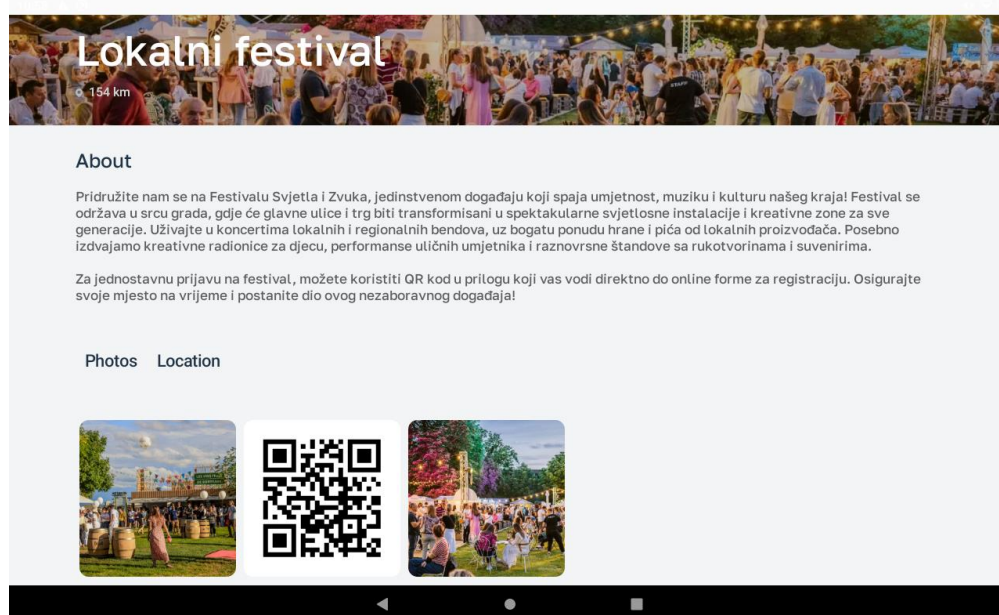 Lokalni festival
154 km
About
Pridružite nam se na Festivalu Svjetla i Zvuka, jedinstvenom događaju koji spaja umjetnost, muziku i kulturu našeg kraja! Festival se
održava u srcu grada, gdje će glavne ulice i trg biti transformisani u spektakularne svjetlosne instalacije i kreativne zone za sve
generacije. Uživajte u koncertima lokalnih i regionalnih bendova, uz bogatu ponudu hrane i pića od lokalnih proizvođača. Posebno
izdvajamo kreativne radionice za djecu, performanse uličnih umjetnika i raznovrsne štandove sa rukotvorinama i suvenirima.
Za jednostavnu prijavu na festival, možete koristiti QR kod u prilogu koji vas vodi direktno do online forme za registraciju. Osigurajte
svoje mjesto na vrijeme i postanite dio ovog nezaboravnog događaja!
Photos Location
STAFF